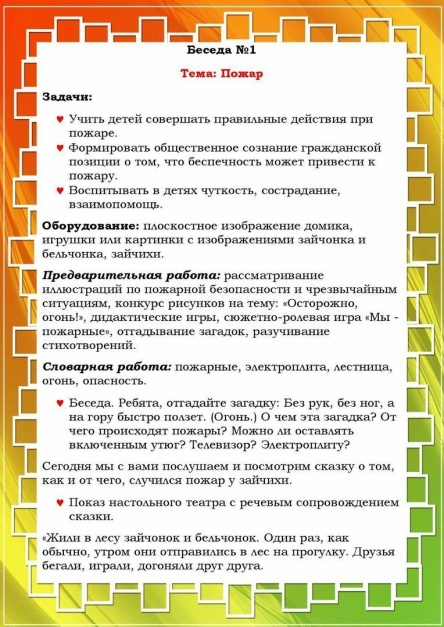 Беседа №1
Тема: Пожар
Задачи:
♥ Учить детей совершать правильные действия при
пожаре.
♥ Формировать общественное сознание гражданской
позиции о том, что беспечность может привести к
пожару.
♥ Воспитывать в детях чуткость, сострадание,
взаимопомощь.
Оборудование: плоскостное изображение домика,
игрушки или картинки с изображениями зайчонка и
бельчонка, зайчихи.
Предварительная работа: рассматривание
иллюстраций по пожарной безопасности и чрезвычайным
ситуациям, конкурс рисунков на тему: «Осторожно,
огонь!», дидактические игры, сюжетно-ролевая игра «Мы -
пожарные», отгадывание загадок, разучивание
стихотворений.
Словарная работа: пожарные, электроплита, лестница,
огонь, опасность.
♥ Беседа. Ребята, отгадайте загадку: Без рук, без ног, а
на гору быстро ползет. (Огонь.) О чем эта загадка? От
чего происходят пожары? Можно ли оставлять
включенным утюг? Телевизор? Электроплиту?
Сегодня мы с вами послушаем и посмотрим сказку о том,
как и от чего, случился пожар у зайчихи.
♥ Показ настольного театра с речевым сопровождением
сказки.
«Жили в лесу зайчонок и бельчонок. Один раз, как
обычно, утром они отправились в лес на прогулку. Друзья
бегали, играли, догоняли друг друга.